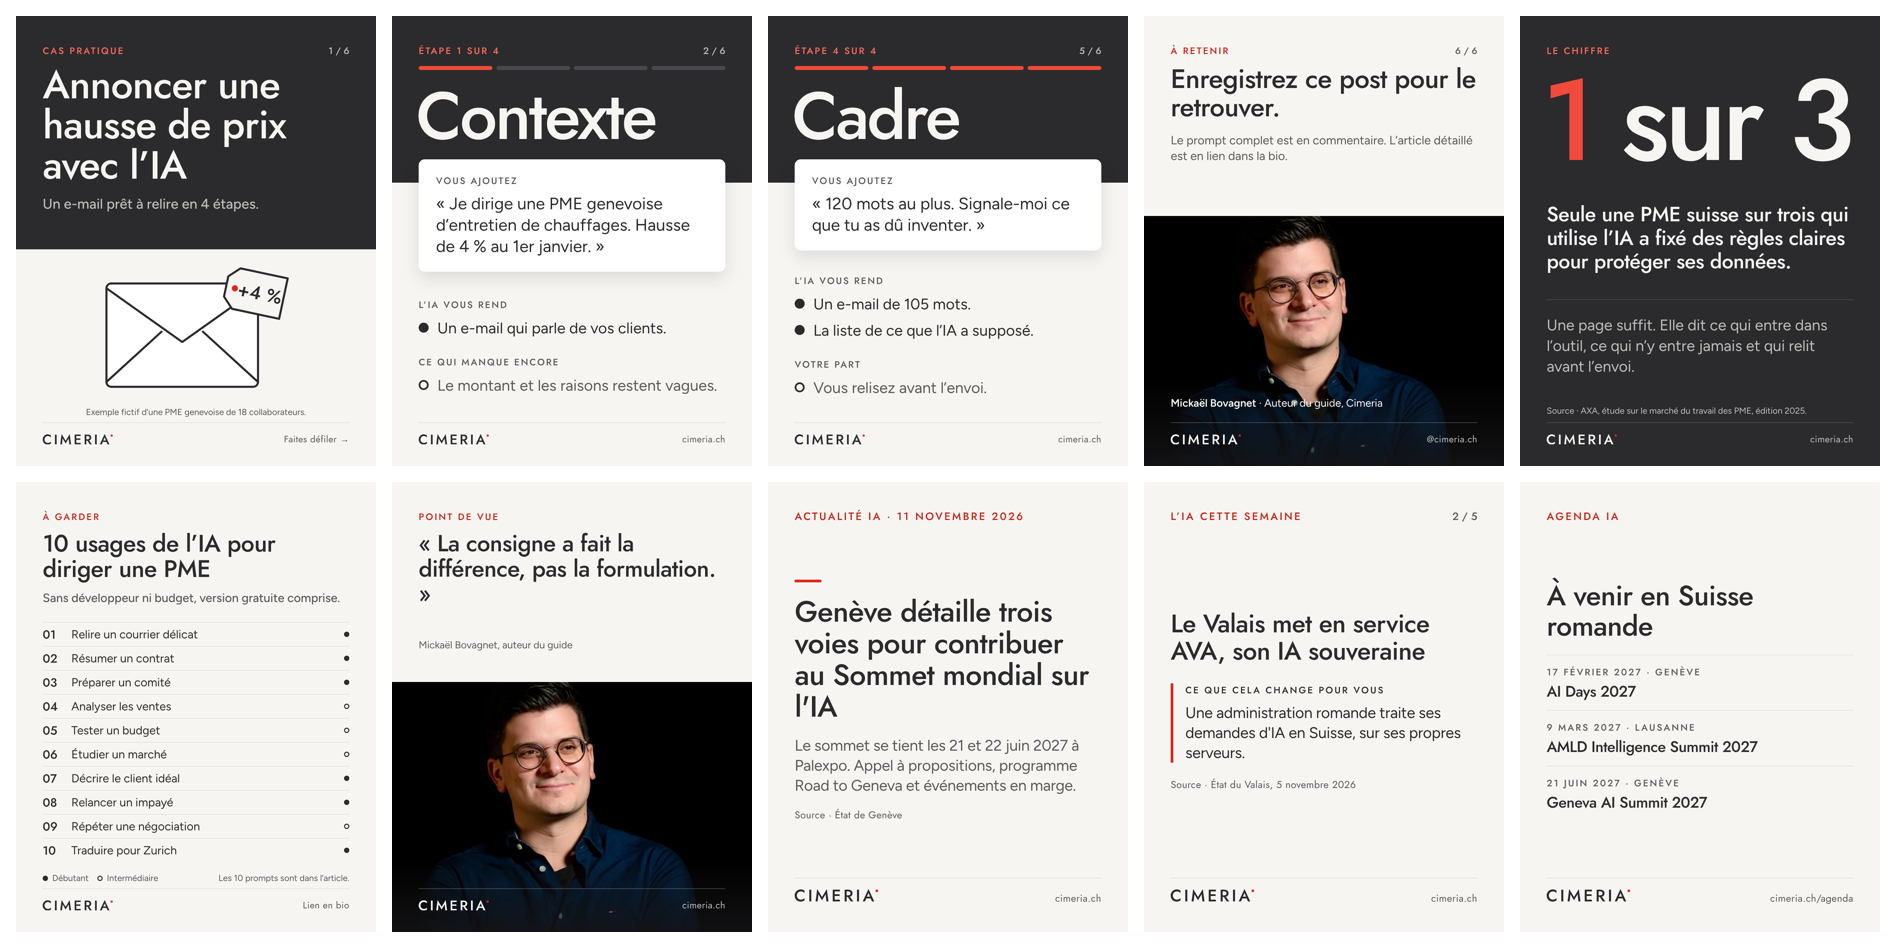 CAS PRATIQUE
1 / 6
Annoncer une
hausse de prix
avec l’IA
Un e-mail prêt à relire en 4 étapes.
+4 %
Exemple fictif d’une PME genevoise de 18 collaborateurs.
CIMERIA
Faites défiler →
ÉTAPE 1 SUR 4
2 / 6
Contexte
VOUS AJOUTEZ
« Je dirige une PME genevoise
d’entretien de chauffages. Hausse
de 4 % au 1er janvier. »
L’IA VOUS REND
Un e-mail qui parle de vos clients.
CE QUI MANQUE ENCORE
Le montant et les raisons restent vagues.
CIMERIA
cimeria.ch
ÉTAPE 4 SUR 4
5 / 6
Cadre
VOUS AJOUTEZ
« 120 mots au plus. Signale-moi ce
que tu as dû inventer. »
L’IA VOUS REND
Un e-mail de 105 mots.
La liste de ce que l’IA a supposé.
VOTRE PART
Vous relisez avant l’envoi.
CIMERIA
cimeria.ch
À RETENIR
6 / 6
Enregistrez ce post pour le
retrouver.
Le prompt complet est en commentaire. L’article détaillé
est en lien dans la bio.
Mickaël Bovagnet · Auteur du guide, Cimeria
CIMERIA
@cimeria.ch
LE CHIFFRE
1 sur 3
Seule une PME suisse sur trois qui
utilise l’IA a fixé des règles claires
pour protéger ses données.
Une page suffit. Elle dit ce qui entre dans
l’outil, ce qui n’y entre jamais et qui relit
avant l’envoi.
Source · AXA, étude sur le marché du travail des PME, édition 2025.
CIMERIA
cimeria.ch
À GARDER
10 usages de l’IA pour
diriger une PME
Sans développeur ni budget, version gratuite comprise.
01 Relire un courrier délicat
02 Résumer un contrat
03 Préparer un comité
04 Analyser les ventes
05 Tester un budget
06 Étudier un marché
07 Décrire le client idéal
08 Relancer un impayé
09 Répéter une négociation
10 Traduire pour Zurich
Débutant Intermédiaire
Les 10 prompts sont dans l’article.
CIMERIA
Lien en bio
POINT DE VUE
« La consigne a fait la
différence, pas la formulation.
»
Mickaël Bovagnet, auteur du guide
CIMERIA
cimeria.ch
ACTUALITÉ IA · 11 NOVEMBRE 2026
Genève détaille trois
voies pour contribuer
au Sommet mondial sur
l'IA
Le sommet se tient les 21 et 22 juin 2027 à
Palexpo. Appel à propositions, programme
Road to Geneva et événements en marge.
Source · État de Genève
CIMERIA
cimeria.ch
L’IA CETTE SEMAINE
2 / 5
Le Valais met en service
AVA, son IA souveraine
CE QUE CELA CHANGE POUR VOUS
Une administration romande traite ses
demandes d'IA en Suisse, sur ses propres
serveurs.
Source · État du Valais, 5 novembre 2026
CIMERIA
cimeria.ch
AGENDA IA
À venir en Suisse
romande
17 FÉVRIER 2027 · GENÈVE
AI Days 2027
9 MARS 2027 · LAUSANNE
AMLD Intelligence Summit 2027
21 JUIN 2027 · GENÈVE
Geneva AI Summit 2027
CIMERIA
cimeria.ch/agenda